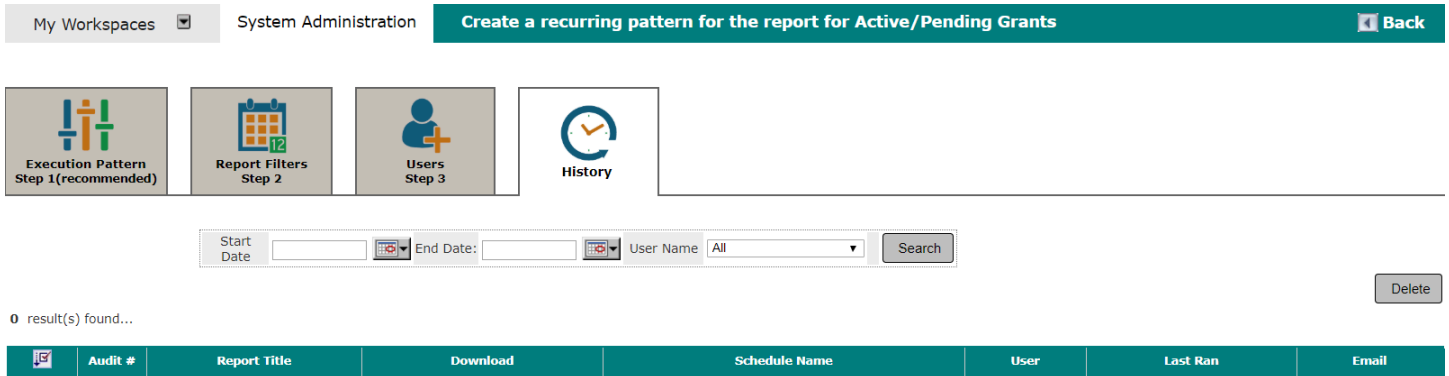 My Workspaces System Administration Create a recurring pattern for the report for Active/Pending Grants Back
Execution Pattern
Step 1(recommended)
12
Report Filters
Step 2
Users
Step 3
History
Start
Date
End Date:
User Name
All
Search
Delete
0 result(s) found...
Audit # Report Title Download Schedule Name User Last Ran Email